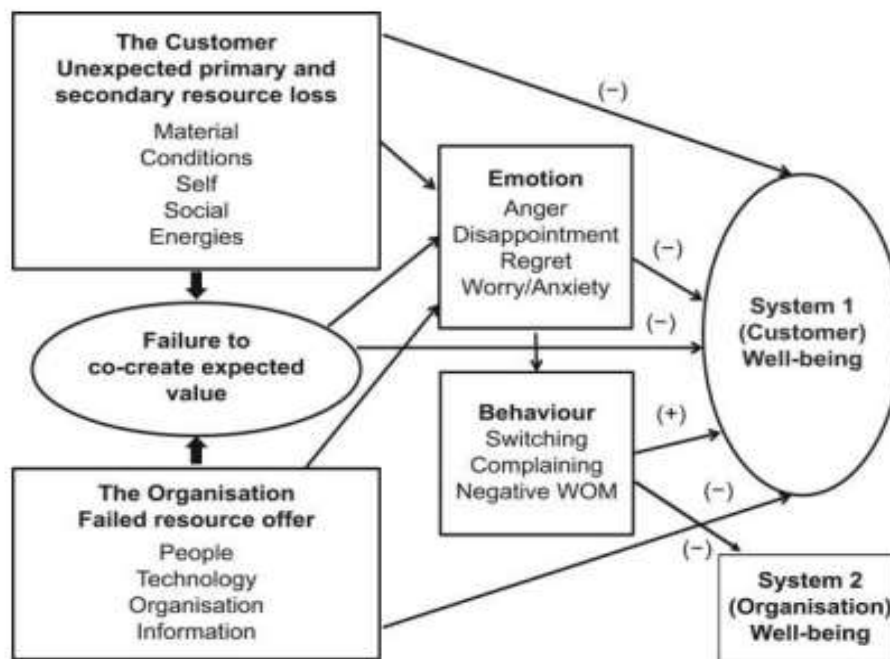 The Customer
Unexpected primary and
secondary resource loss
Material
Conditions
Self
Social
Energies
(−)
Emotion
Anger
Disappointment
Regret
Worry/Anxiety
(−)
System 1
(Customer)
Well-being
Failure to
co-create expected
value
(−)
Behaviour
Switching
Complaining
Negative WOM
(+)
(−)
The Organisation
Failed resource offer
People
Technology
Organisation
Information
(−)
System 2
(Organisation)
Well-being